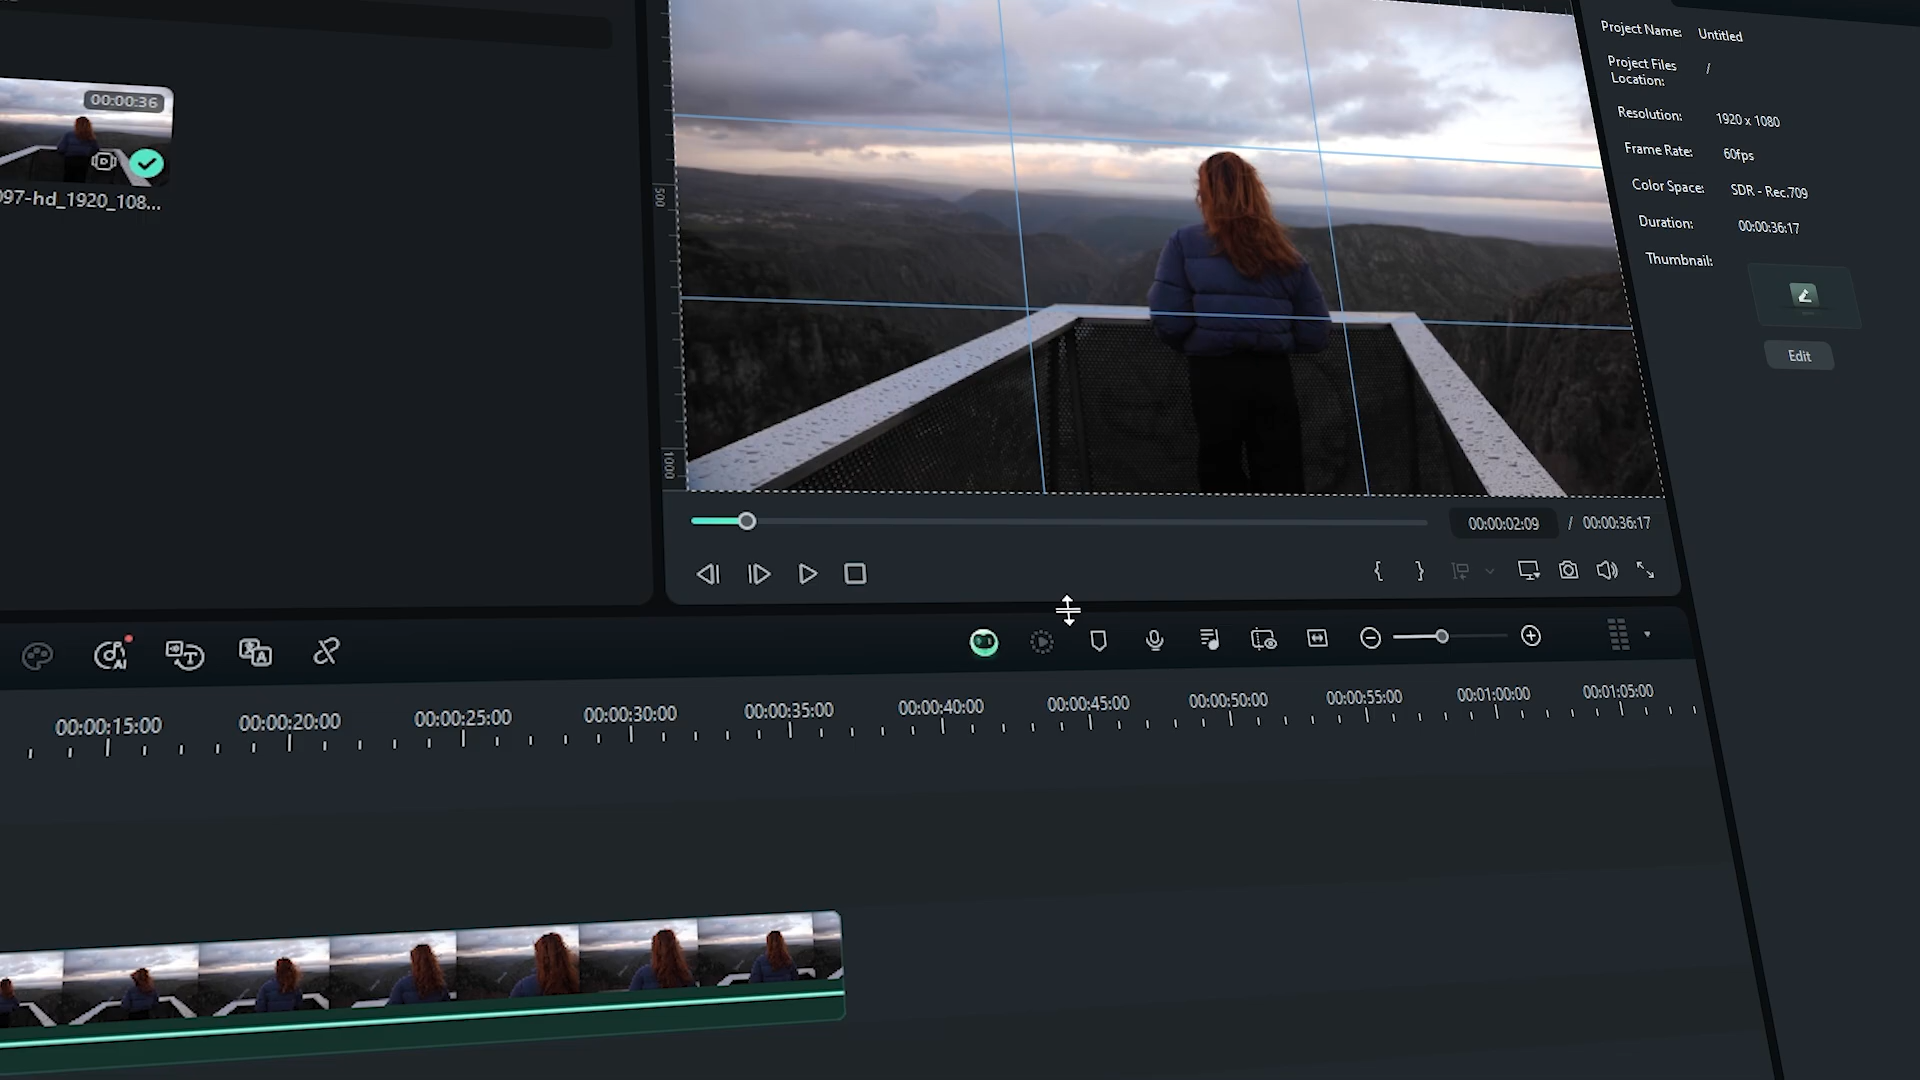 00:00:36
097-hd_1920_108...
500
1000
Project Name: Untitled
Project Files
Location: /
Resolution: 1920 x 1080
Frame Rate: 60fps
Color Space: SDR - Rec.709
Duration: 00:00:36:17
Thumbnail:
Edit
00:00:02:09 / 00:00:36:17
AI
T
A
00:00:15:00 00:00:20:00 00:00:25:00 00:00:30:00 00:00:35:00 00:00:40:00 00:00:45:00 00:00:50:00 00:00:55:00 00:01:00:00 00:01:05:00